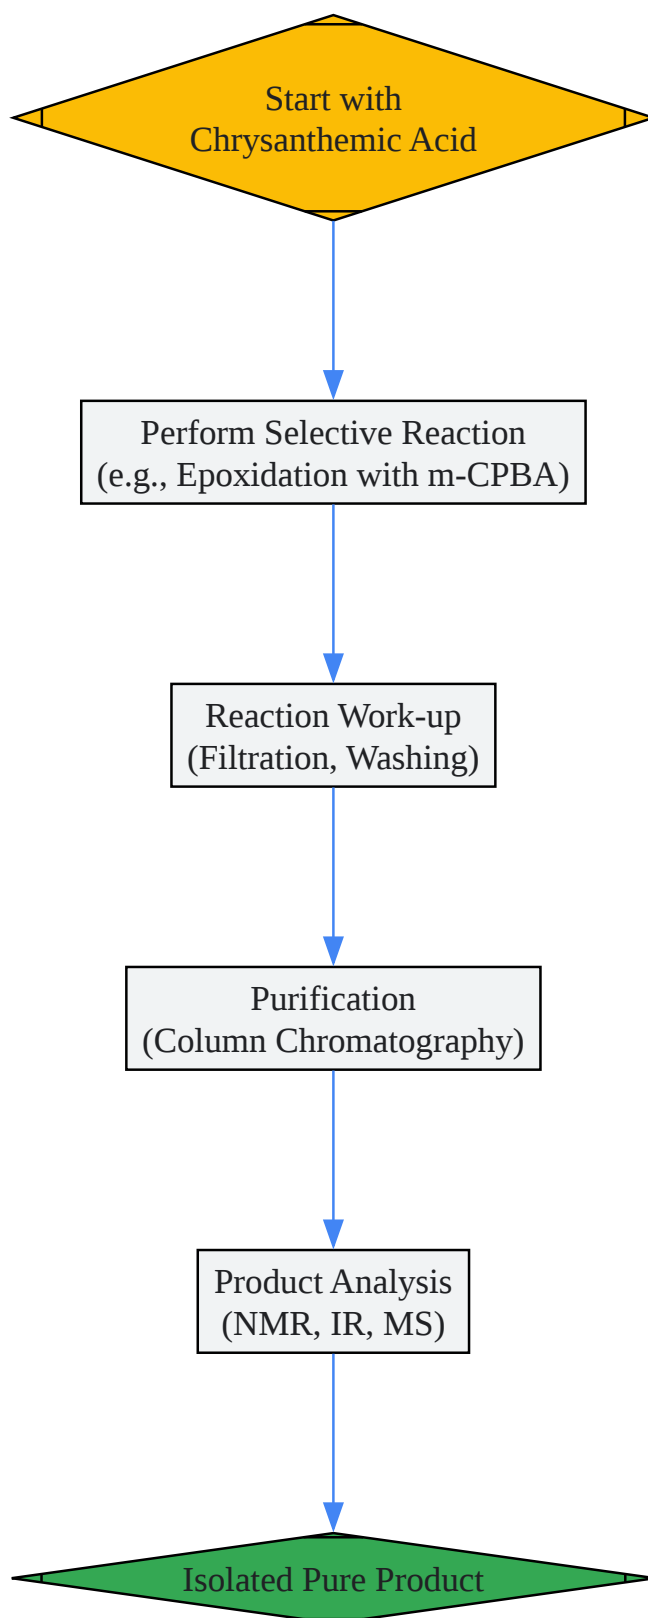 Start with
Chrysanthemic Acid
Perform Selective Reaction
(e.g., Epoxidation with m-CPBA)
Reaction Work-up
(Filtration, Washing)
Purification
(Column Chromatography)
Product Analysis
(NMR, IR, MS)
Isolated Pure Product